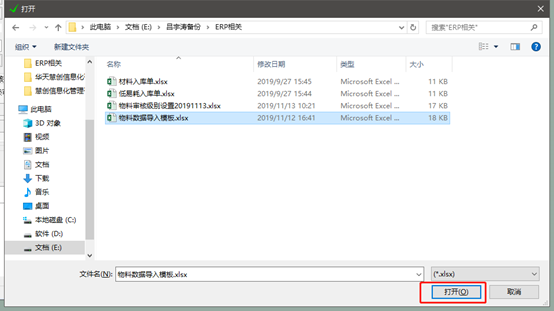 打开
此电脑 > 文档 (E:) > 吕宇涛备份 > ERP相关
搜索"ERP相关"
组织 新建文件夹
名称 修改日期 类型 大小
ERP相关
华天慧创信息化
慧创信息化管理
此电脑
3D 对象
视频
图片
文档
下载
音乐
桌面
本地磁盘 (C:)
软件 (D:)
文档 (E:)
材料入库单.xlsx 2019/9/27 15:45 Microsoft Excel ... 11 KB
低易耗入库单.xlsx 2019/9/27 15:44 Microsoft Excel ... 11 KB
物料审核级别设置20191113.xlsx 2019/11/13 10:21 Microsoft Excel ... 17 KB
物料数据导入模板.xlsx 2019/11/12 16:41 Microsoft Excel ... 18 KB
文件名(N): 物料数据导入模板.xlsx (*.xlsx)
打开(O) 取消